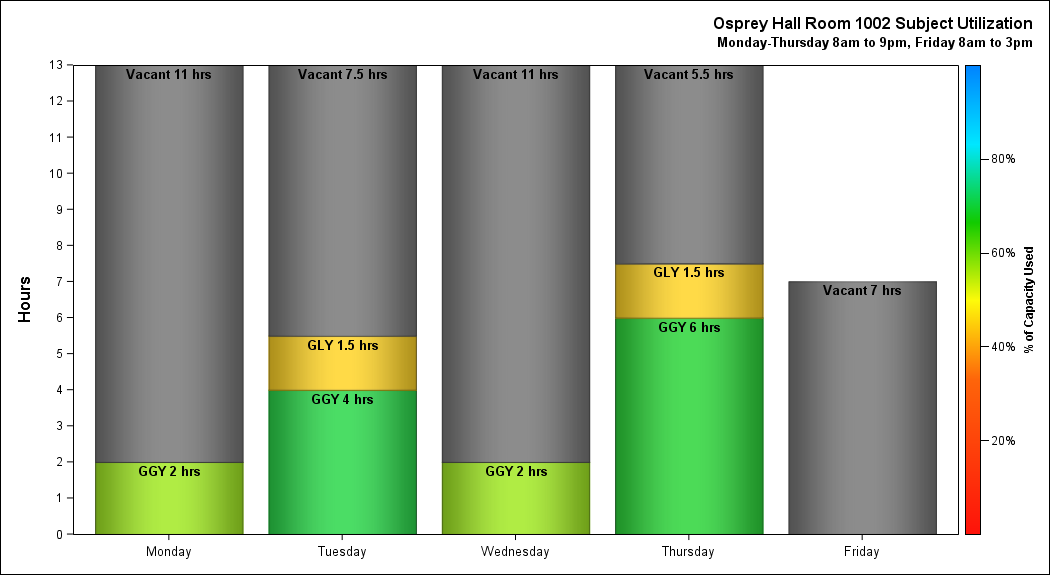 Osprey Hall Room 1002 Subject Utilization
Monday-Thursday 8am to 9pm, Friday 8am to 3pm
Hours
13
12
11
10
9
8
7
6
5
4
3
2
1
0
Vacant 11 hrs
GGY 2 hrs
Vacant 7.5 hrs
GLY 1.5 hrs
GGY 4 hrs
Vacant 11 hrs
GGY 2 hrs
Vacant 5.5 hrs
GLY 1.5 hrs
GGY 6 hrs
Vacant 7 hrs
Monday Tuesday Wednesday Thursday Friday
80%
60%
40%
20%
% of Capacity Used